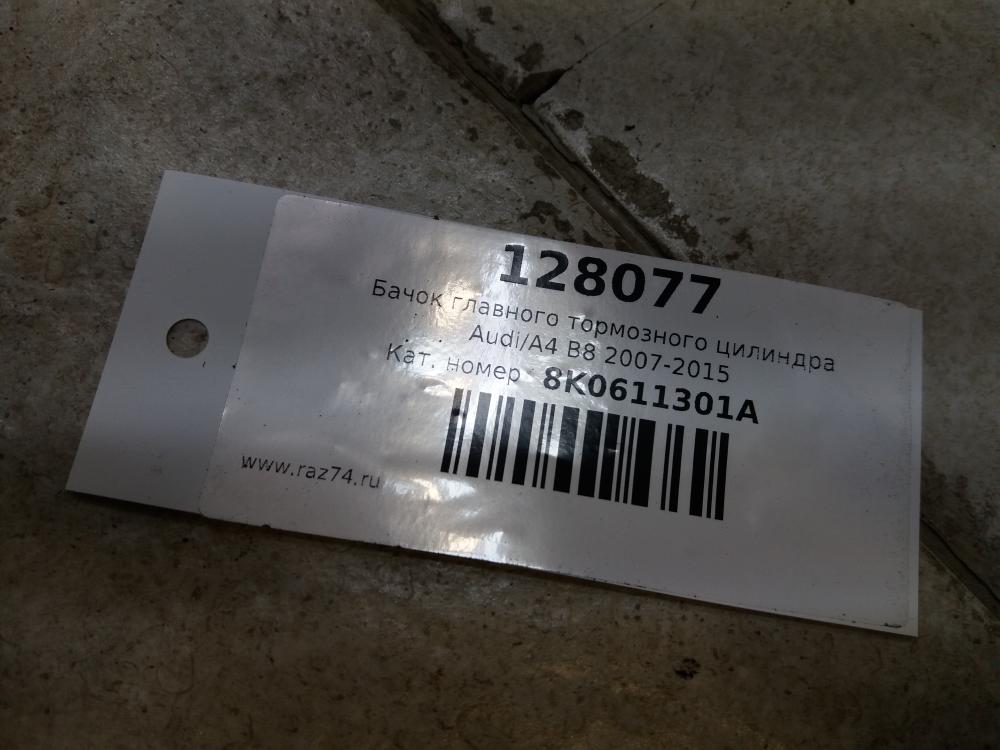 128077
Бачок главного тормозного цилиндра
Audi/A4 B8 2007-2015
Кат. номер 8K0611301A
www.raz74.ru